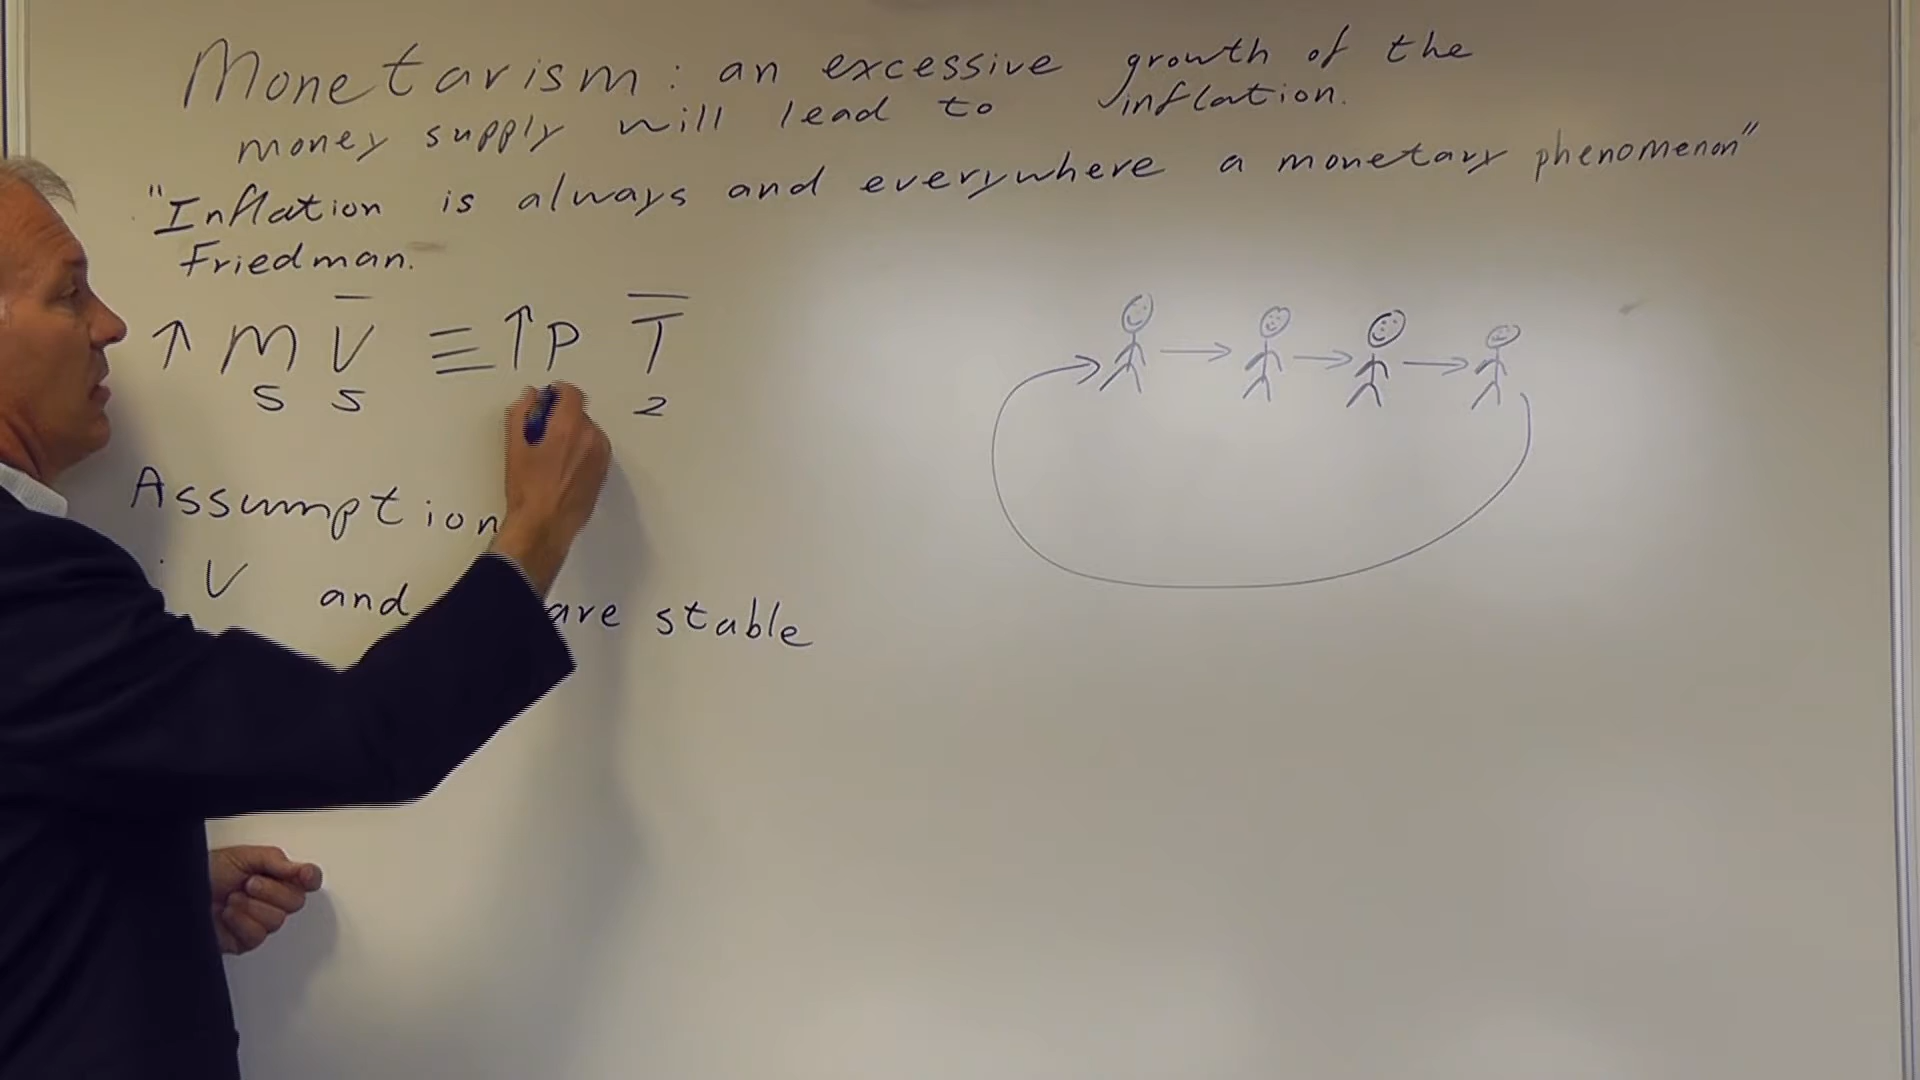 Monetarism: an excessive growth of the
money supply will lead to inflation.
"Inflation is always and everywhere a monetary phenomenon"
Friedman.
↑ M V̅ ≡ ↑ P T̅
5 5 2
Assumption
V and are stable